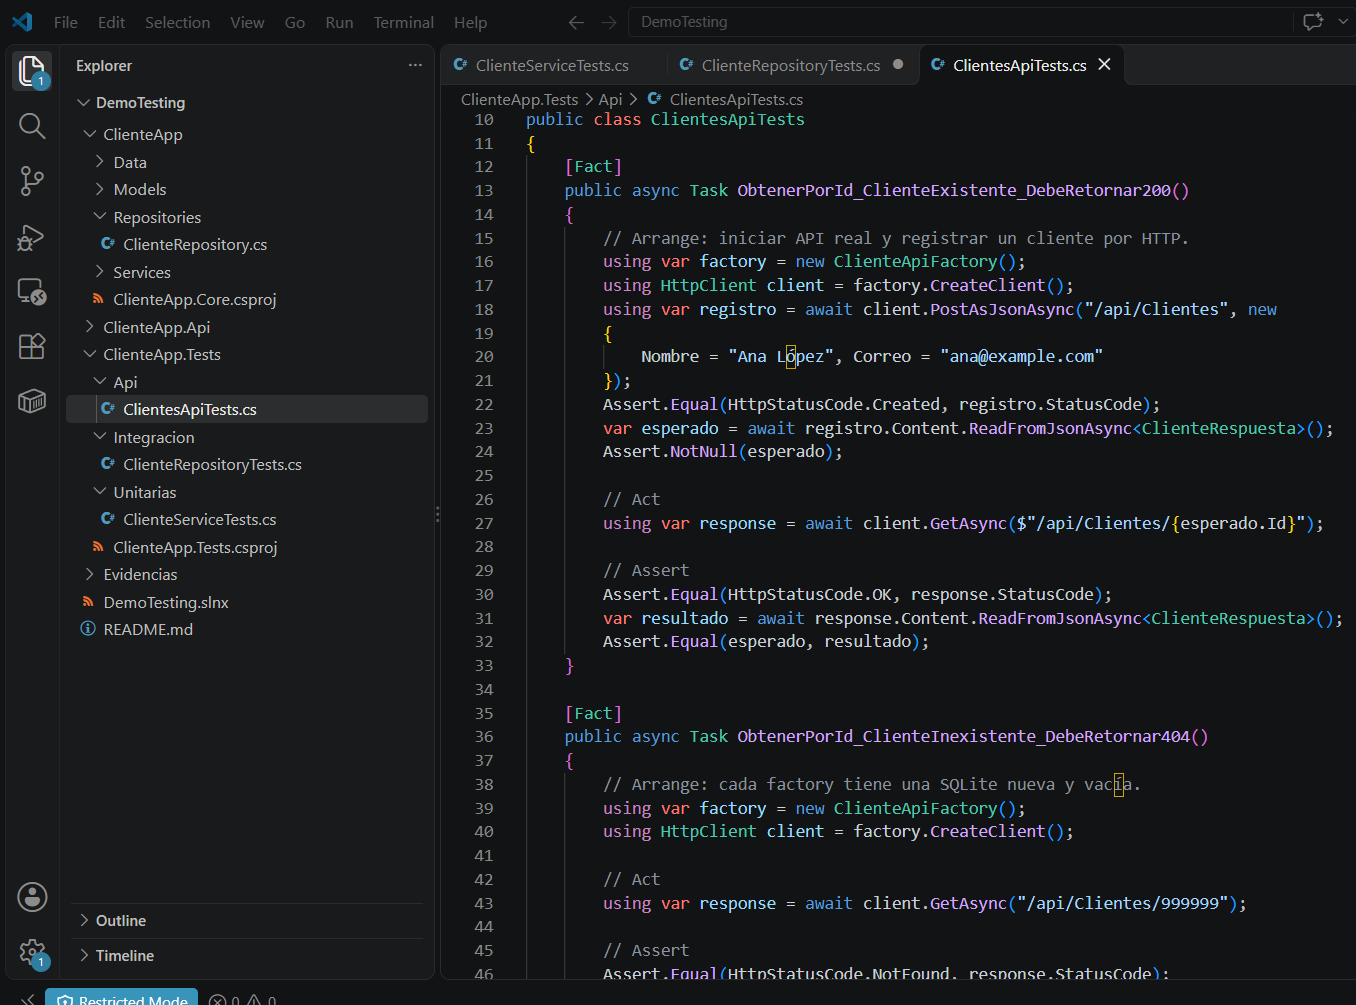 File Edit Selection View Go Run Terminal Help
DemoTesting
Explorer
DemoTesting
ClienteApp
Data
Models
Repositories
ClienteRepository.cs
Services
ClienteApp.Core.csproj
ClienteApp.Api
ClienteApp.Tests
Api
ClientesApiTests.cs
Integracion
ClienteRepositoryTests.cs
Unitarias
ClienteServiceTests.cs
ClienteApp.Tests.csproj
Evidencias
DemoTesting.slnx
README.md
Outline
Timeline
1
1
ClienteServiceTests.cs ClienteRepositoryTests.cs ClientesApiTests.cs
ClienteApp.Tests > Api > ClientesApiTests.cs
10 public class ClientesApiTests
11 {
12 [Fact]
13 public async Task ObtenerPorId_ClienteExistente_DebeRetornar200()
14 {
15 // Arrange: iniciar API real y registrar un cliente por HTTP.
16 using var factory = new ClienteApiFactory();
17 using HttpClient client = factory.CreateClient();
18 using var registro = await client.PostAsJsonAsync("/api/Clientes", new
19 {
20 Nombre = "Ana López", Correo = "ana@example.com"
21 });
22 Assert.Equal(HttpStatusCode.Created, registro.StatusCode);
23 var esperado = await registro.Content.ReadFromJsonAsync<ClienteRespuesta>();
24 Assert.NotNull(esperado);
25
26 // Act
27 using var response = await client.GetAsync($"/api/Clientes/{esperado.Id}");
28
29 // Assert
30 Assert.Equal(HttpStatusCode.OK, response.StatusCode);
31 var resultado = await response.Content.ReadFromJsonAsync<ClienteRespuesta>();
32 Assert.Equal(esperado, resultado);
33 }
34
35 [Fact]
36 public async Task ObtenerPorId_ClienteInexistente_DebeRetornar404()
37 {
38 // Arrange: cada factory tiene una SQLite nueva y vacía.
39 using var factory = new ClienteApiFactory();
40 using HttpClient client = factory.CreateClient();
41
42 // Act
43 using var response = await client.GetAsync("/api/Clientes/999999");
44
45 // Assert
46 Assert.Equal(HttpStatusCode.NotFound, response.StatusCode);
Restricted Mode 0 0